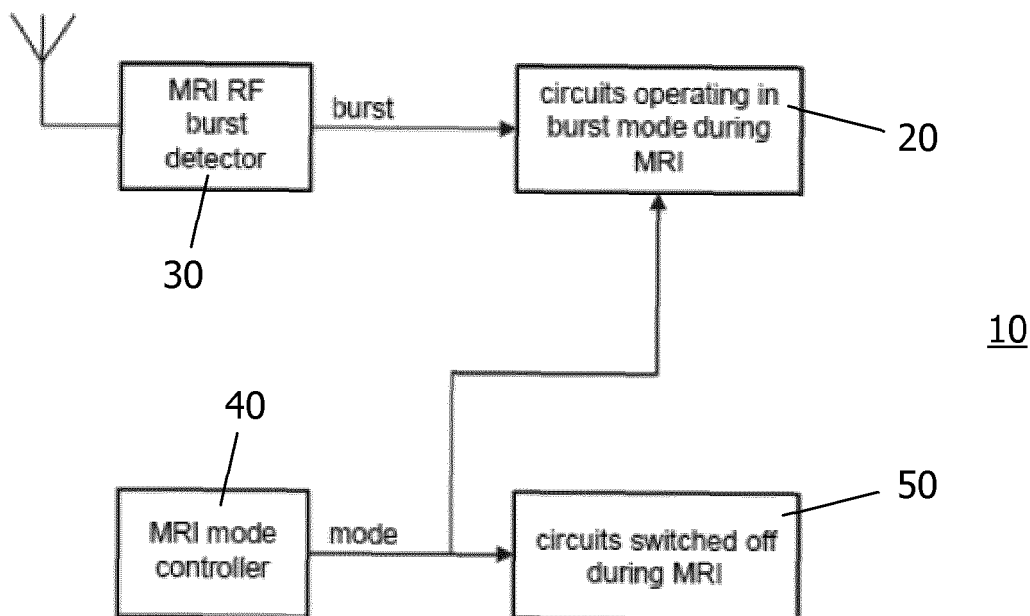 MRI RF
burst
detector
burst
circuits operating in
burst mode during
MRI
20
30
10
40
MRI mode
controller
mode
circuits switched off
during MRI
50